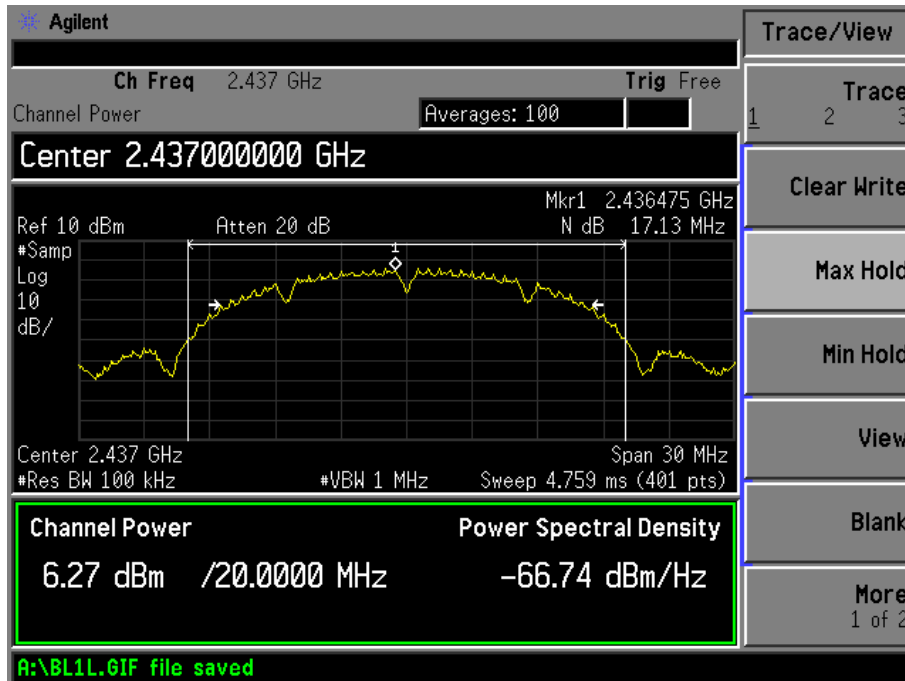 Agilent
Trace/View
Ch Freq 2.437 GHz Trig Free
Channel Power Averages: 100
Trace
1 2 3
Center 2.437000000 GHz
Clear Write
Mkr1 2.436475 GHz
Ref 10 dBm Atten 20 dB N dB 17.13 MHz
#Samp
Log
10
dB/
1
Max Hold
Min Hold
View
Center 2.437 GHz Span 30 MHz
#Res BW 100 kHz #VBW 1 MHz Sweep 4.759 ms (401 pts)
Channel Power Power Spectral Density
6.27 dBm /20.0000 MHz -66.74 dBm/Hz
Blank
More
1 of 2
A:\BL1L.GIF file saved